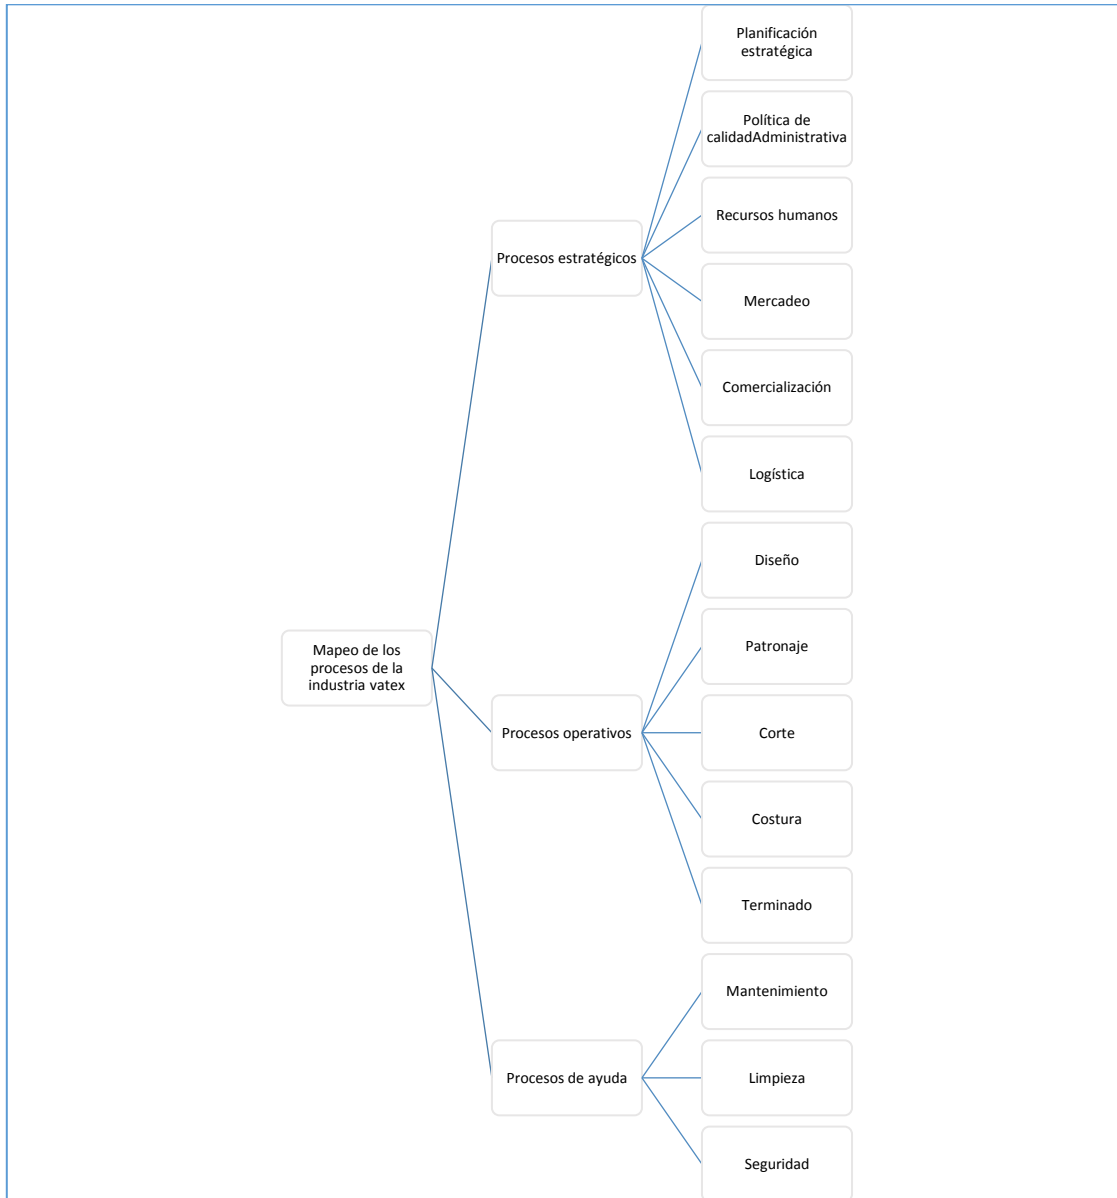 Mapeo de los
procesos de la
industria vatex
Procesos estratégicos
Planificación
estratégica
Política de
calidadAdministrativa
Recursos humanos
Mercadeo
Comercialización
Logística
Procesos operativos
Diseño
Patronaje
Corte
Costura
Terminado
Procesos de ayuda
Mantenimiento
Limpieza
Seguridad